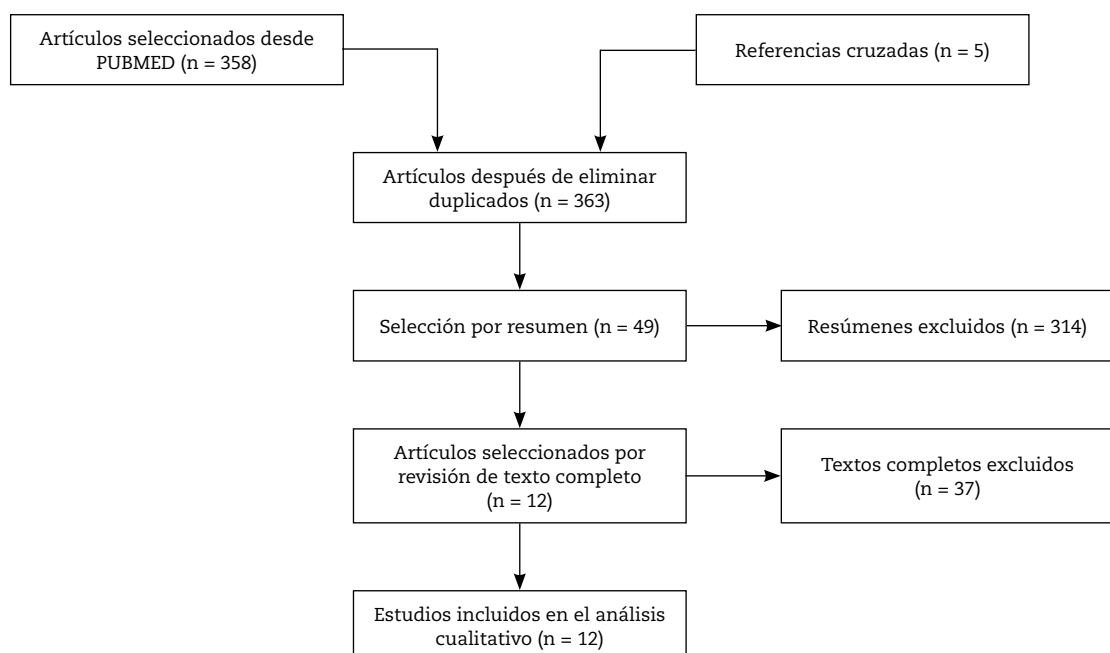 Artículos seleccionados desde
PUBMED (n = 358)
Referencias cruzadas (n = 5)
Artículos después de eliminar
duplicados (n = 363)
Selección por resumen (n = 49)
Resúmenes excluidos (n = 314)
Artículos seleccionados por
revisión de texto completo
(n = 12)
Textos completos excluidos
(n = 37)
Estudios incluidos en el análisis
cualitativo (n = 12)